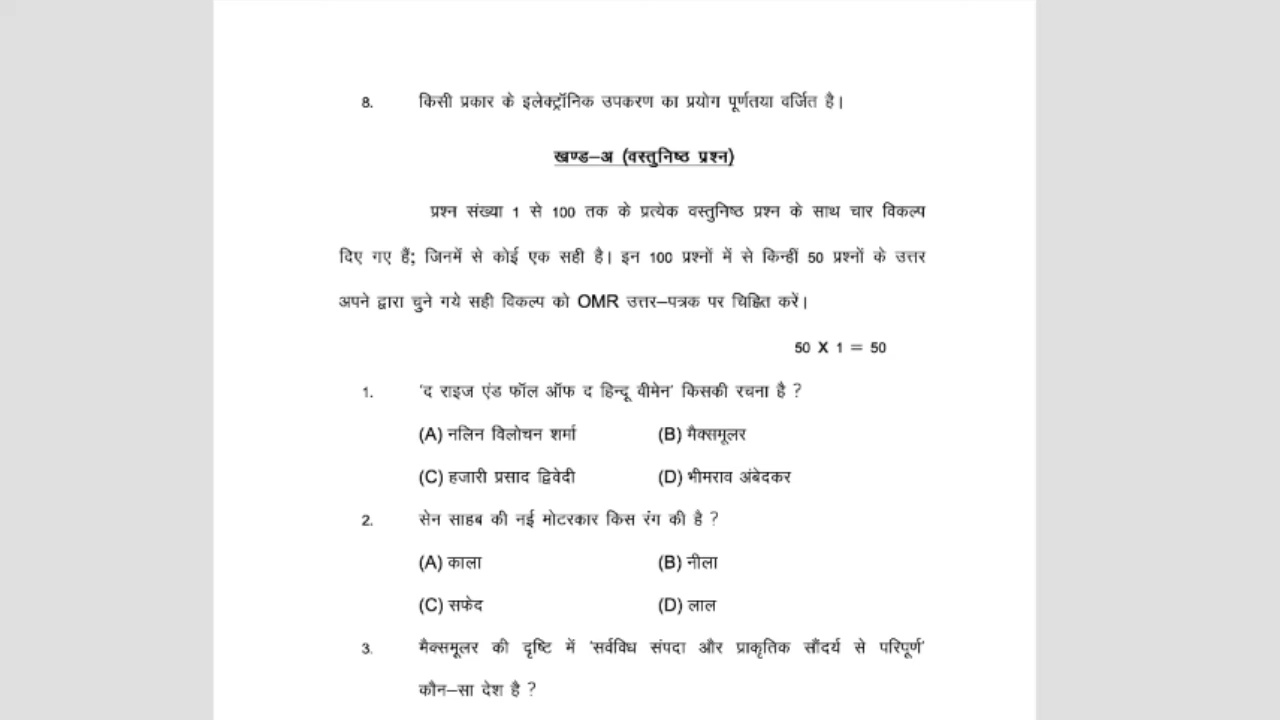 8. किसी प्रकार के इलेक्ट्रॉनिक उपकरण का प्रयोग पूर्णतया वर्जित है।
खण्ड–अ (वस्तुनिष्ठ प्रश्न)
प्रश्न संख्या 1 से 100 तक के प्रत्येक वस्तुनिष्ठ प्रश्न के साथ चार विकल्प
दिए गए हैं; जिनमें से कोई एक सही है। इन 100 प्रश्नों में से किन्हीं 50 प्रश्नों के उत्तर
अपने द्वारा चुने गये सही विकल्प को OMR उत्तर–पत्रक पर चिह्नित करें।
50 X 1 = 50
1. 'द राइज एंड फॉल ऑफ द हिन्दू वीमेन' किसकी रचना है ?
(A) नलिन विलोचन शर्मा (B) मैक्समूलर
(C) हजारी प्रसाद द्विवेदी (D) भीमराव अंबेदकर
2. सेन साहब की नई मोटरकार किस रंग की है ?
(A) काला (B) नीला
(C) सफेद (D) लाल
3. मैक्समूलर की दृष्टि में 'सर्वविध संपदा और प्राकृतिक सौंदर्य से परिपूर्ण'
कौन–सा देश है ?